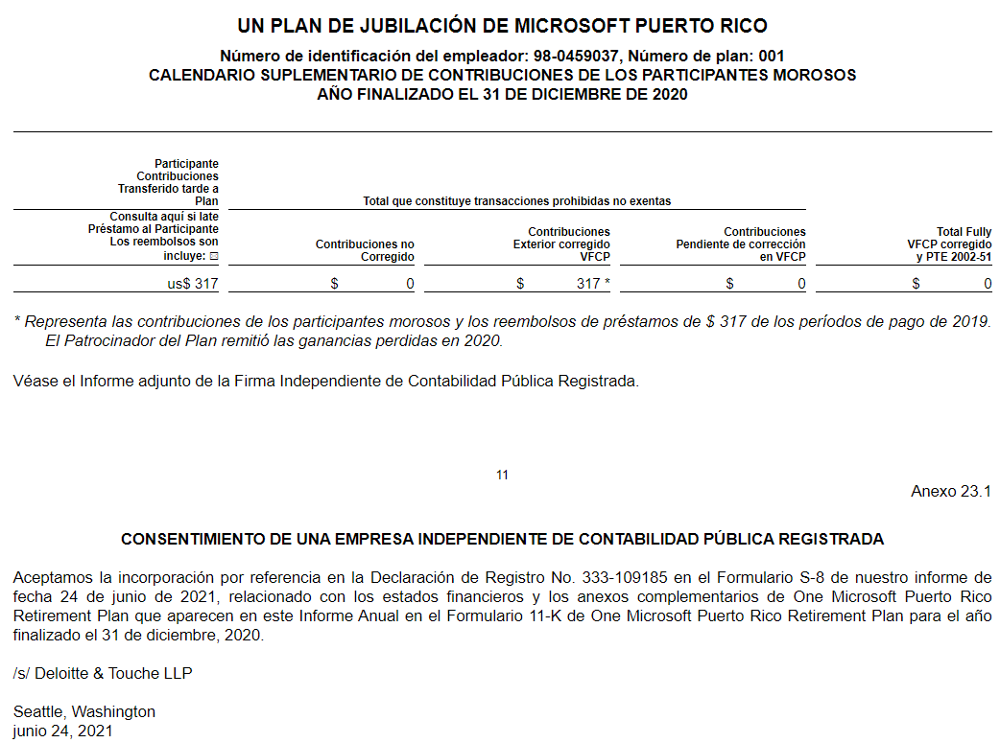 UN PLAN DE JUBILACIÓN DE MICROSOFT PUERTO RICO
Número de identificación del empleador: 98-0459037, Número de plan: 001
CALENDARIO SUPLEMENTARIO DE CONTRIBUCIONES DE LOS PARTICIPANTES MOROSOS
AÑO FINALIZADO EL 31 DE DICIEMBRE DE 2020
Participante
Contribuciones
Transferido tarde a
Plan
Total que constituye transacciones prohibidas no exentas
Consulta aquí si late
Préstamo al Participante
Los reembolsos son
incluye: ☐
Contribuciones no
Corregido
Contribuciones
Exterior corregido
VFCP
Contribuciones
Pendiente de corrección
en VFCP
Total Fully
VFCP corregido
y PTE 2002-51
us$ 317 $ 0 $ 317 * $ 0 $ 0
* Representa las contribuciones de los participantes morosos y los reembolsos de préstamos de $ 317 de los períodos de pago de 2019.
El Patrocinador del Plan remitió las ganancias perdidas en 2020.
Véase el Informe adjunto de la Firma Independiente de Contabilidad Pública Registrada.
11
Anexo 23.1
CONSENTIMIENTO DE UNA EMPRESA INDEPENDIENTE DE CONTABILIDAD PÚBLICA REGISTRADA
Aceptamos la incorporación por referencia en la Declaración de Registro No. 333-109185 en el Formulario S-8 de nuestro informe de
fecha 24 de junio de 2021, relacionado con los estados financieros y los anexos complementarios de One Microsoft Puerto Rico
Retirement Plan que aparecen en este Informe Anual en el Formulario 11-K de One Microsoft Puerto Rico Retirement Plan para el año
finalizado el 31 de diciembre, 2020.
/s/ Deloitte & Touche LLP
Seattle, Washington
junio 24, 2021